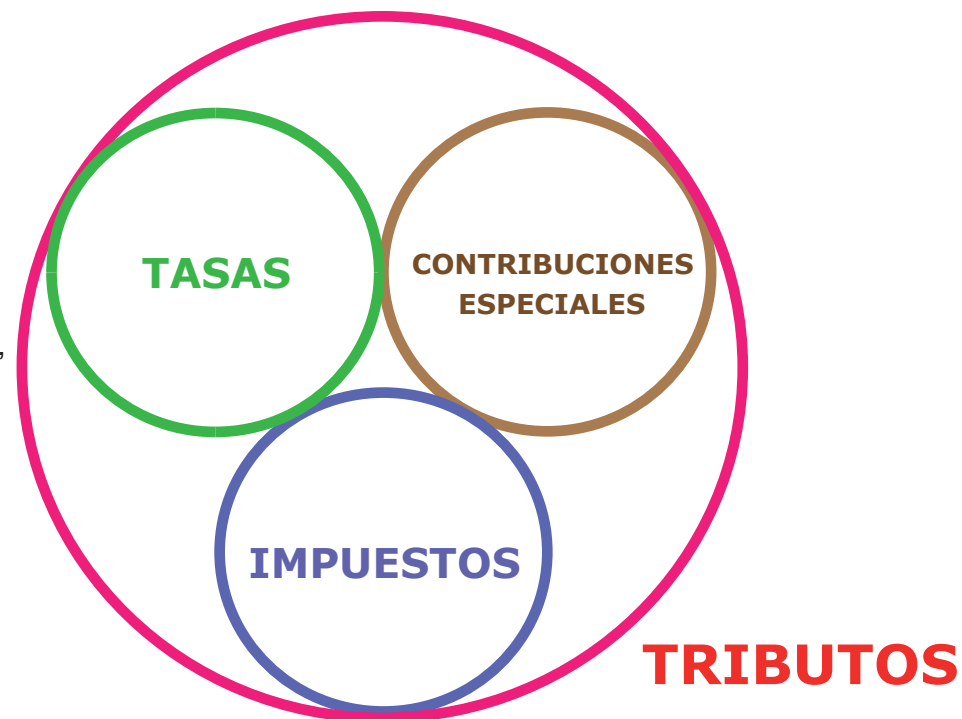 TASAS
CONTRIBUCIONES
ESPECIALES
,
IMPUESTOS
TRIBUTOS